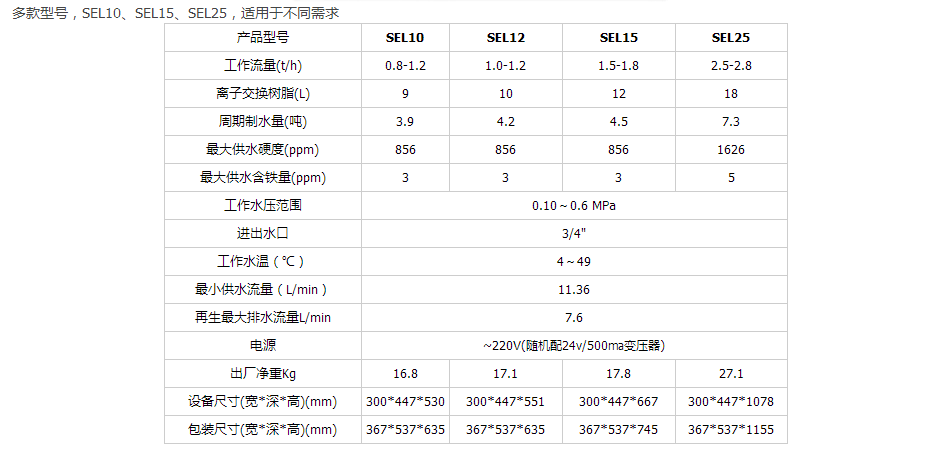 多款型号，SEL10、SEL15、SEL25，适用于不同需求
产品型号 SEL10 SEL12 SEL15 SEL25
工作流量(t/h) 0.8-1.2 1.0-1.2 1.5-1.8 2.5-2.8
离子交换树脂(L) 9 10 12 18
周期制水量(吨) 3.9 4.2 4.5 7.3
最大供水硬度(ppm) 856 856 856 1626
最大供水含铁量(ppm) 3 3 3 5
工作水压范围 0.10～0.6 MPa
进出水口 3/4"
工作水温（℃） 4～49
最小供水流量（L/min） 11.36
再生最大排水流量L/min 7.6
电源 ~220V(随机配24v/500ma变压器)
出厂净重Kg 16.8 17.1 17.8 27.1
设备尺寸(宽*深*高)(mm) 300*447*530 300*447*551 300*447*667 300*447*1078
包装尺寸(宽*深*高)(mm) 367*537*635 367*537*635 367*537*745 367*537*1155